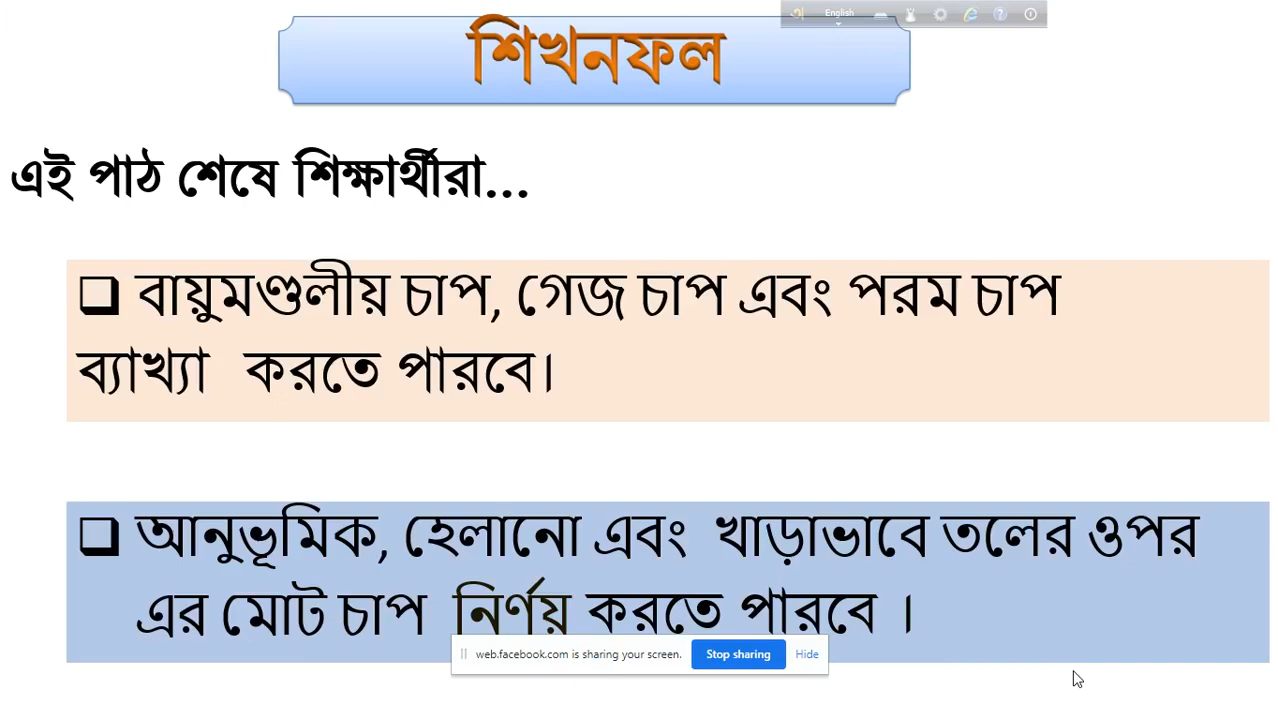 English
শিখনফল
এই পাঠ শেষে শিক্ষার্থীরা...
❑ বায়ুমণ্ডলীয় চাপ, গেজ চাপ এবং পরম চাপ
ব্যাখ্যা করতে পারবে।
❑ আনুভূমিক, হেলানো এবং খাড়াভাবে তলের ওপর
এর মোট চাপ নির্ণয় করতে পারবে ।
web.facebook.com is sharing your screen. Stop sharing Hide